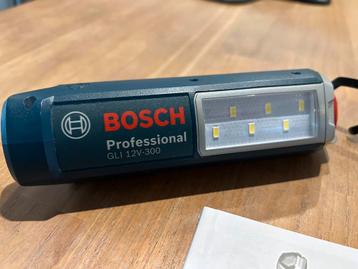 BOSCH
Professional
GLI 12V-300